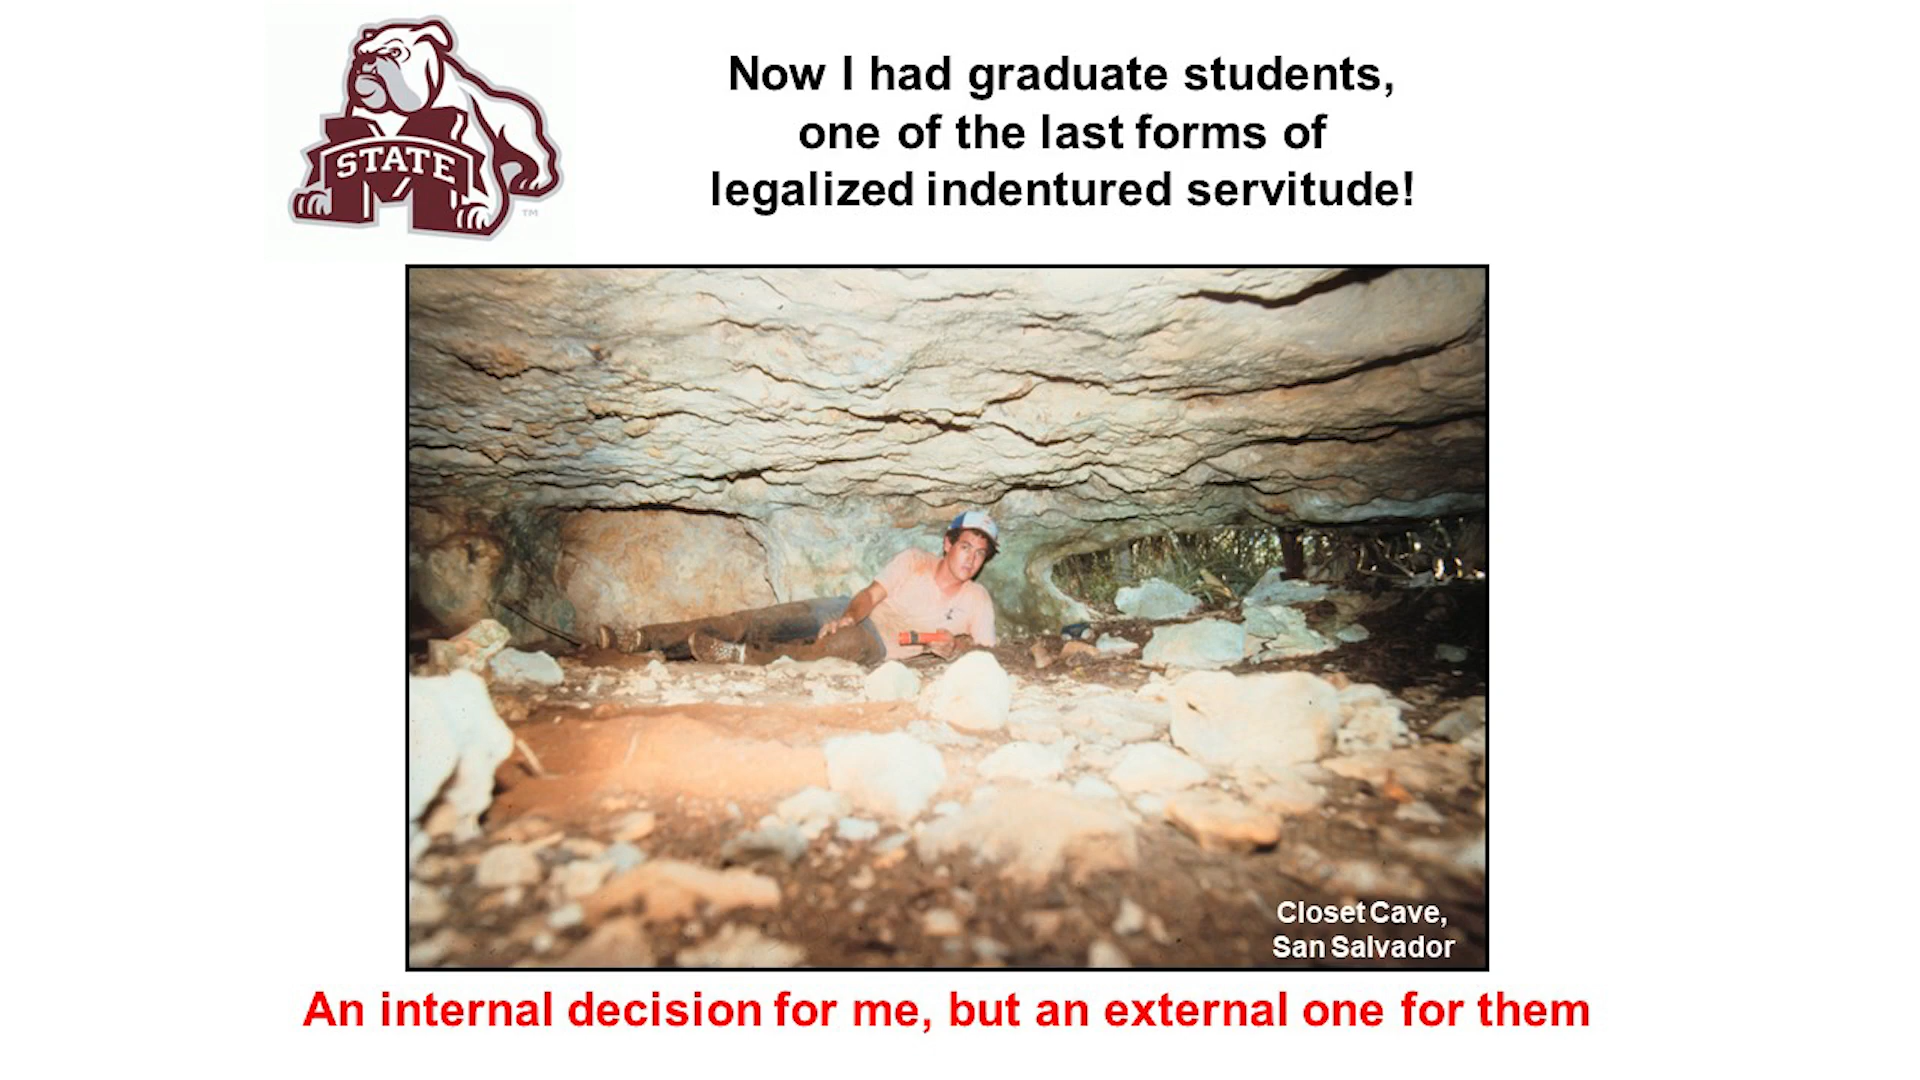 STATE
TM
Now I had graduate students,
one of the last forms of
legalized indentured servitude!
Closet Cave,
San Salvador
An internal decision for me, but an external one for them